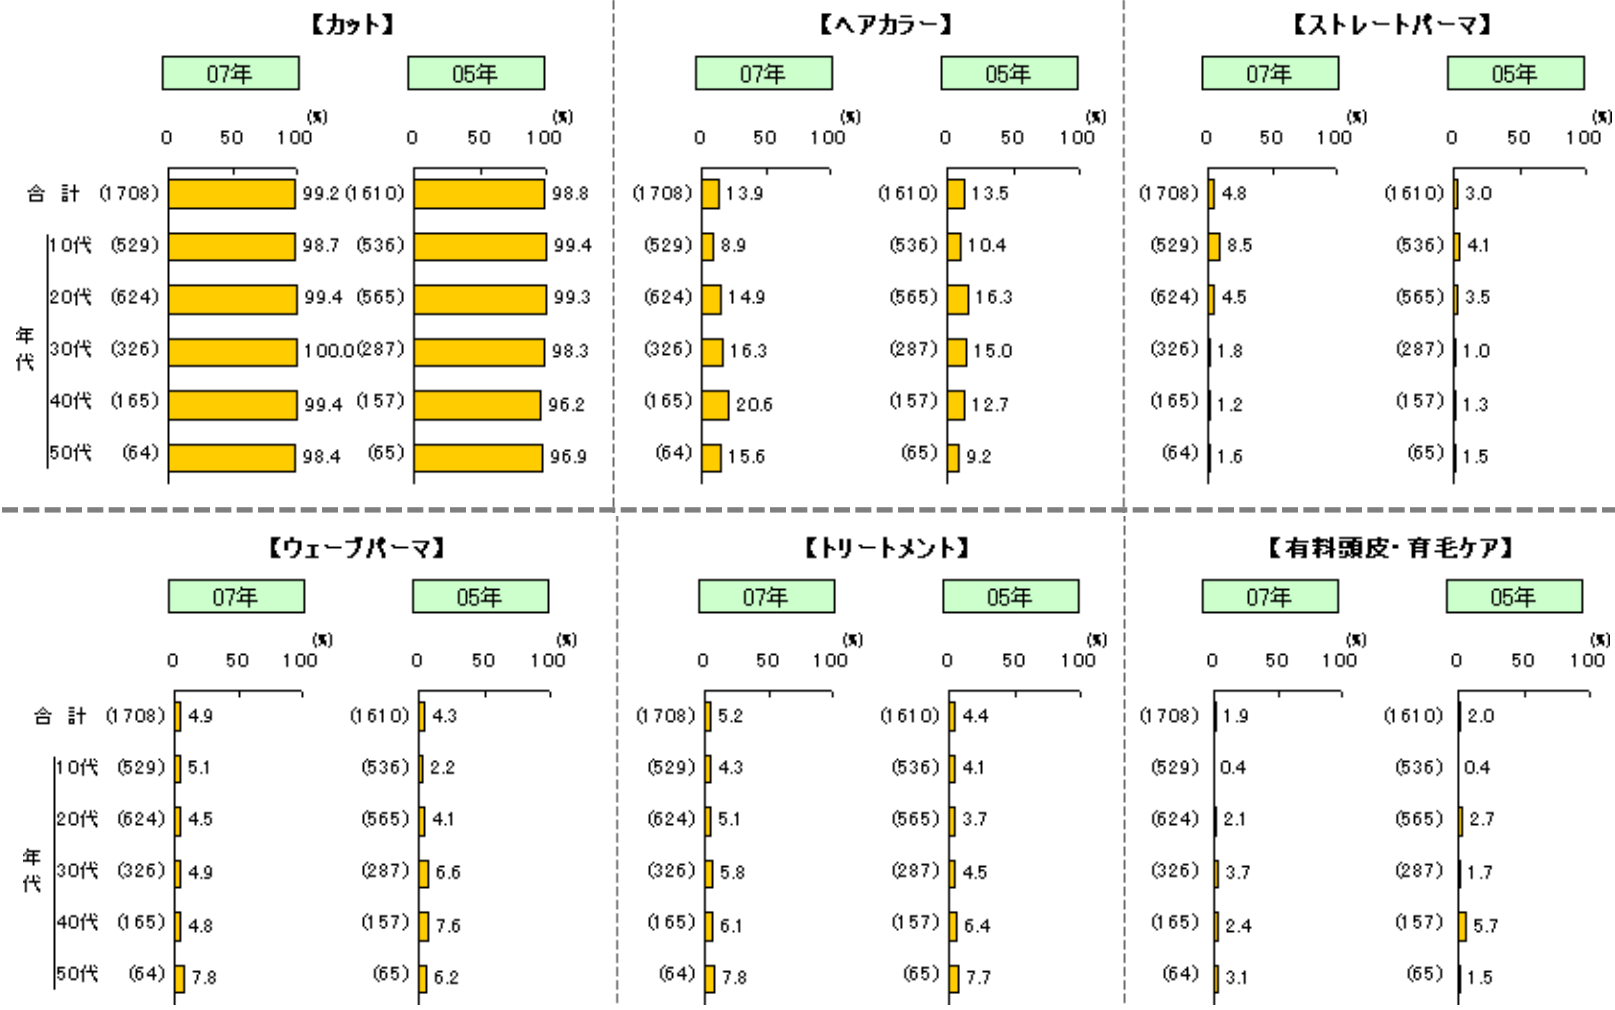 【カット】 【ヘアカラー】 【ストレートパーマ】
07年 05年 07年 05年 07年 05年
(%) (%) (%) (%) (%) (%)
0 50 100 0 50 100 0 50 100 0 50 100 0 50 100 0 50 100
合 計 (1708) 99.2 (1610) 98.8 (1708) 13.9 (1610) 13.5 (1708) 4.8 (1610) 3.0
10代 (529) 98.7 (536) 99.4 (529) 8.9 (536) 10.4 (529) 8.5 (536) 4.1
20代 (624) 99.4 (565) 99.3 (624) 14.9 (565) 16.3 (624) 4.5 (565) 3.5
年代
30代 (326) 100.0 (287) 98.3 (326) 16.3 (287) 15.0 (326) 1.8 (287) 1.0
40代 (165) 99.4 (157) 96.2 (165) 20.6 (157) 12.7 (165) 1.2 (157) 1.3
50代 (64) 98.4 (65) 96.9 (64) 15.6 (65) 9.2 (64) 1.6 (65) 1.5
【ウェーブパーマ】 【トリートメント】 【有料頭皮・育毛ケア】
07年 05年 07年 05年 07年 05年
(%) (%) (%) (%) (%) (%)
0 50 100 0 50 100 0 50 100 0 50 100 0 50 100 0 50 100
合 計 (1708) 4.9 (1610) 4.3 (1708) 5.2 (1610) 4.4 (1708) 1.9 (1610) 2.0
10代 (529) 5.1 (536) 2.2 (529) 4.3 (536) 4.1 (529) 0.4 (536) 0.4
20代 (624) 4.5 (565) 4.1 (624) 5.1 (565) 3.7 (624) 2.1 (565) 2.7
年代
30代 (326) 4.9 (287) 6.6 (326) 5.8 (287) 4.5 (326) 3.7 (287) 1.7
40代 (165) 4.8 (157) 7.6 (165) 6.1 (157) 6.4 (165) 2.4 (157) 5.7
50代 (64) 7.8 (65) 6.2 (64) 7.8 (65) 7.7 (64) 3.1 (65) 1.5